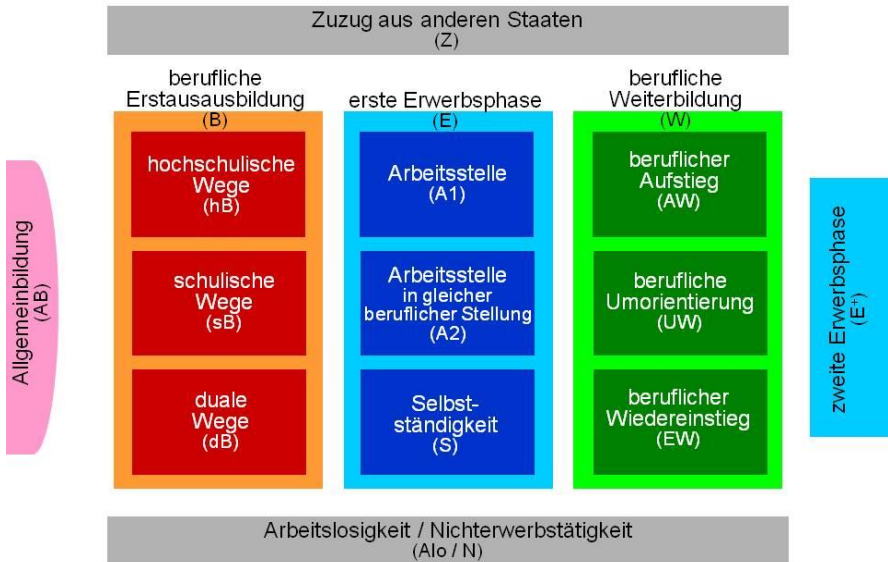 Zuzug aus anderen Staaten
(Z)
Allgemeinbildung
(AB)
berufliche
Erstausausbildung
(B)
hochschulische
Wege
(hB)
schulische
Wege
(sB)
duale
Wege
(dB)
erste Erwerbsphase
(E)
Arbeitsstelle
(A1)
Arbeitsstelle
in gleicher
beruflicher Stellung
(A2)
Selbst-
ständigkeit
(S)
berufliche
Weiterbildung
(W)
beruflicher
Aufstieg
(AW)
berufliche
Umorientierung
(UW)
beruflicher
Wiedereinstieg
(EW)
zweite Erwerbsphase
(E⁺)
Arbeitslosigkeit / Nichterwerbstätigkeit
(Alo / N)